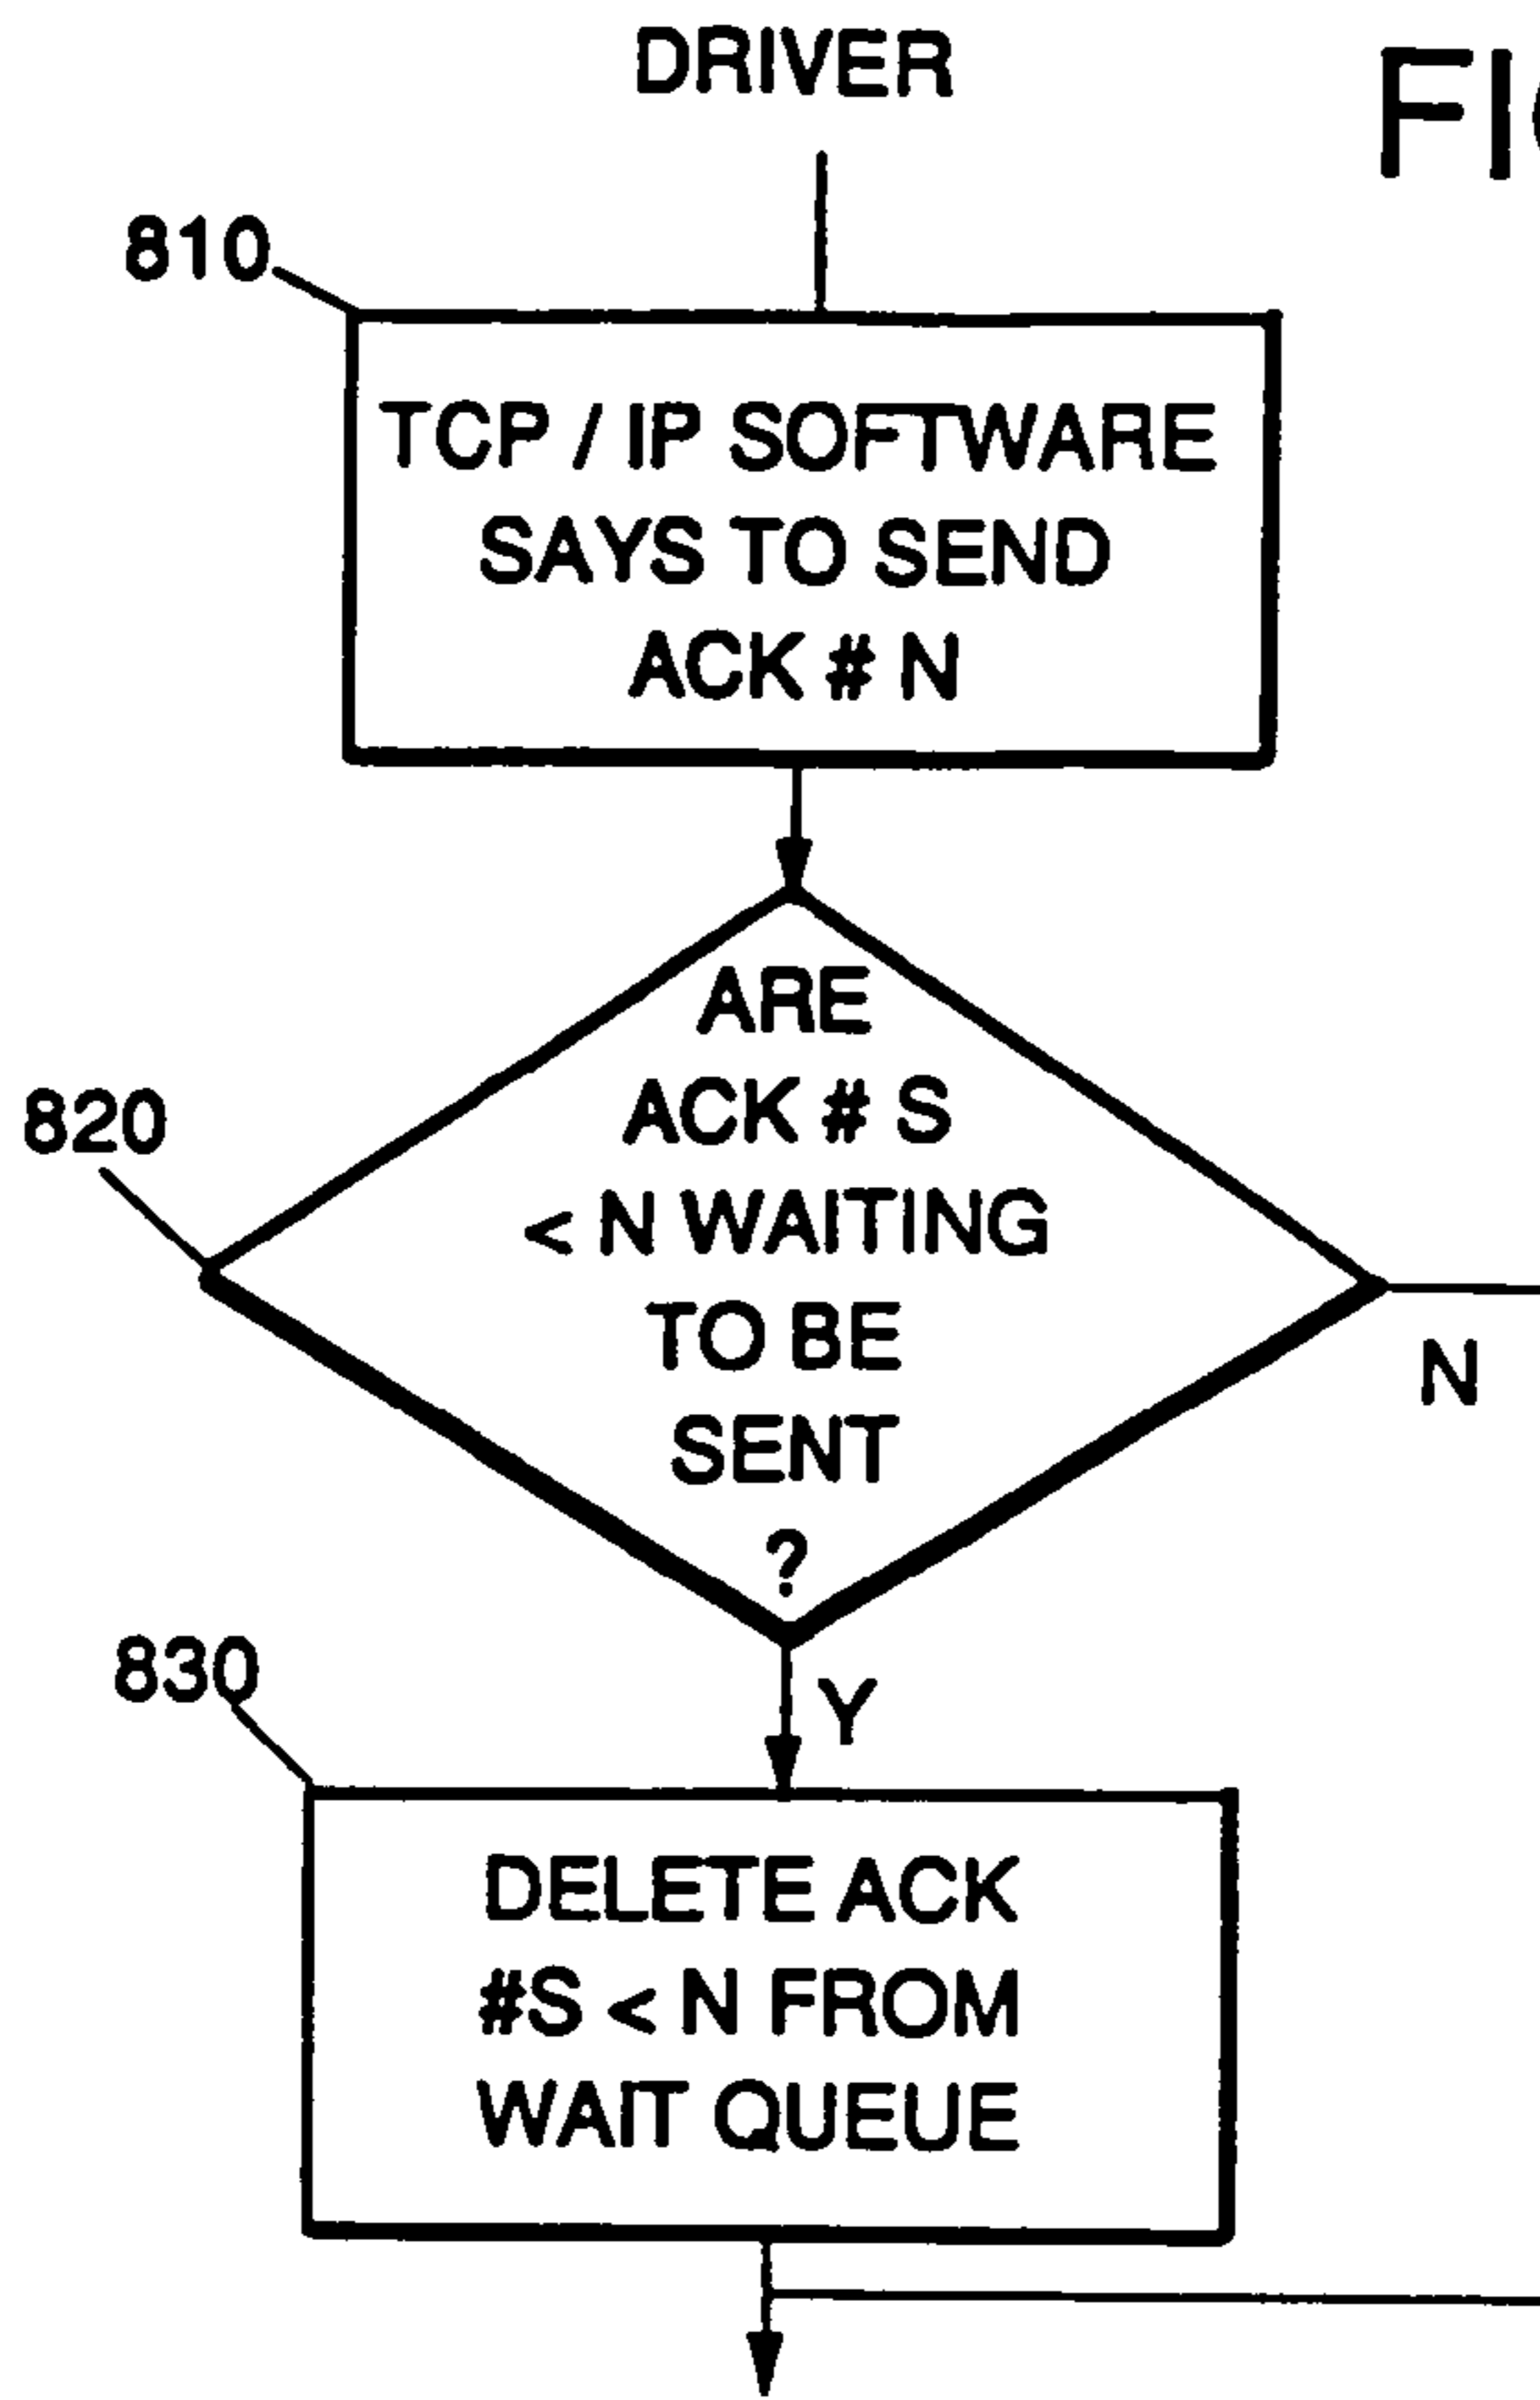 DRIVER
FI
810
TCP / IP SOFTWARE
SAYS TO SEND
ACK # N
ARE
ACK # S
< N WAITING
TO BE
SENT
?
820
N
Y
830
DELETE ACK
#S < N FROM
WAIT QUEUE